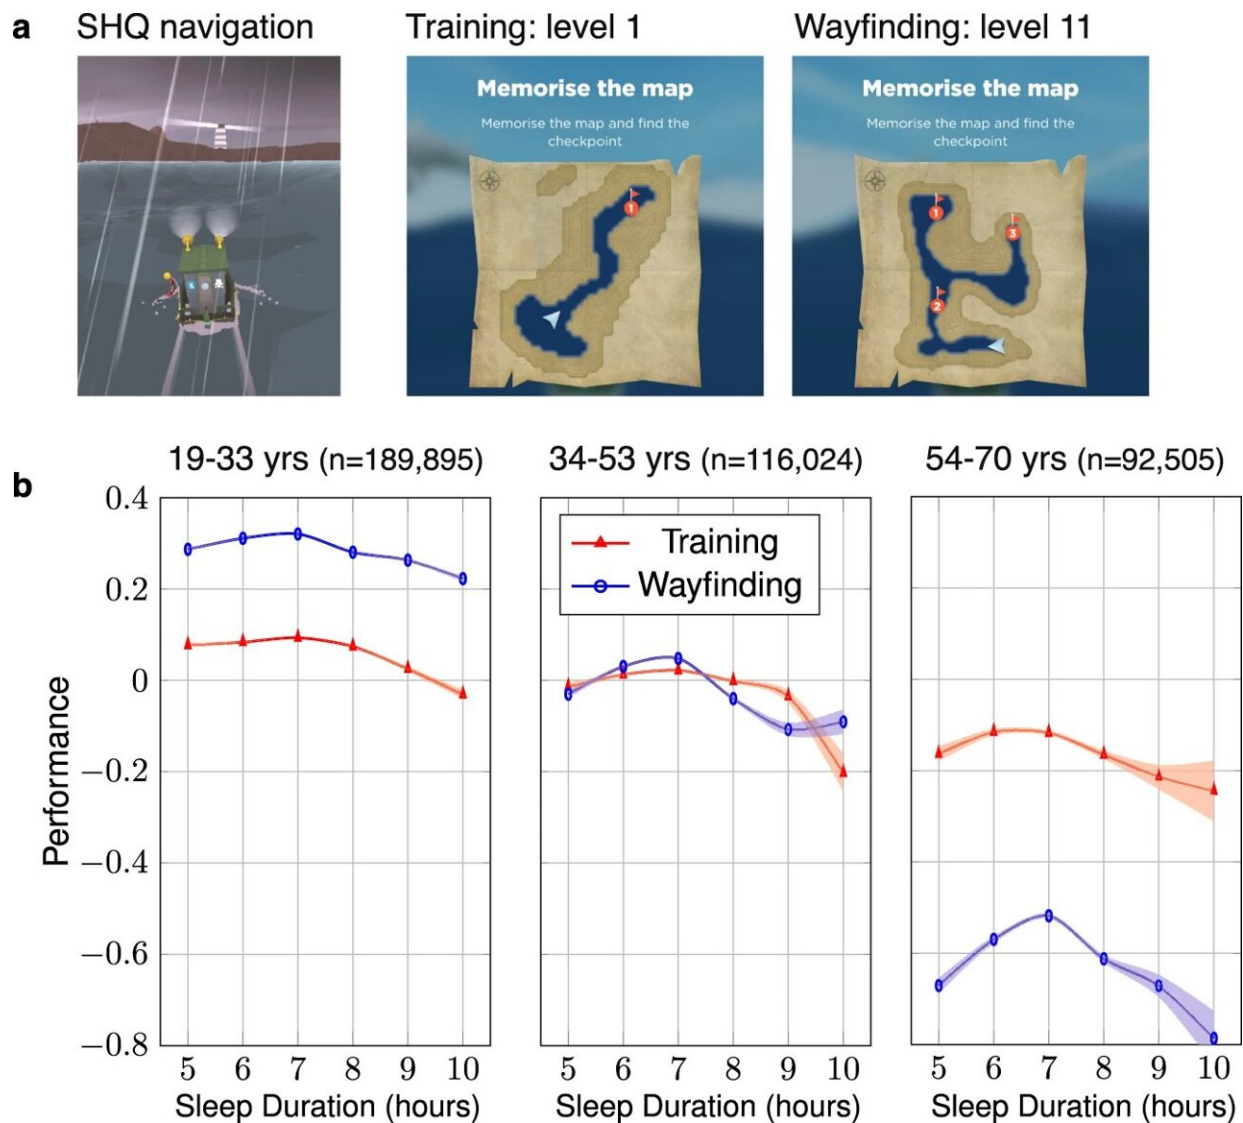 a SHQ navigation Training: level 1 Wayfinding: level 11
Memorise the map
Memorise the map and find the
checkpoint
1
Memorise the map
Memorise the map and find the
checkpoint
1
3
2
b
19-33 yrs (n=189,895) 34-53 yrs (n=116,024) 54-70 yrs (n=92,505)
Training
Wayfinding
Performance
0.4
0.2
0
−0.2
−0.4
−0.6
−0.8
5 6 7 8 9 10
Sleep Duration (hours)
5 6 7 8 9 10
Sleep Duration (hours)
5 6 7 8 9 10
Sleep Duration (hours)